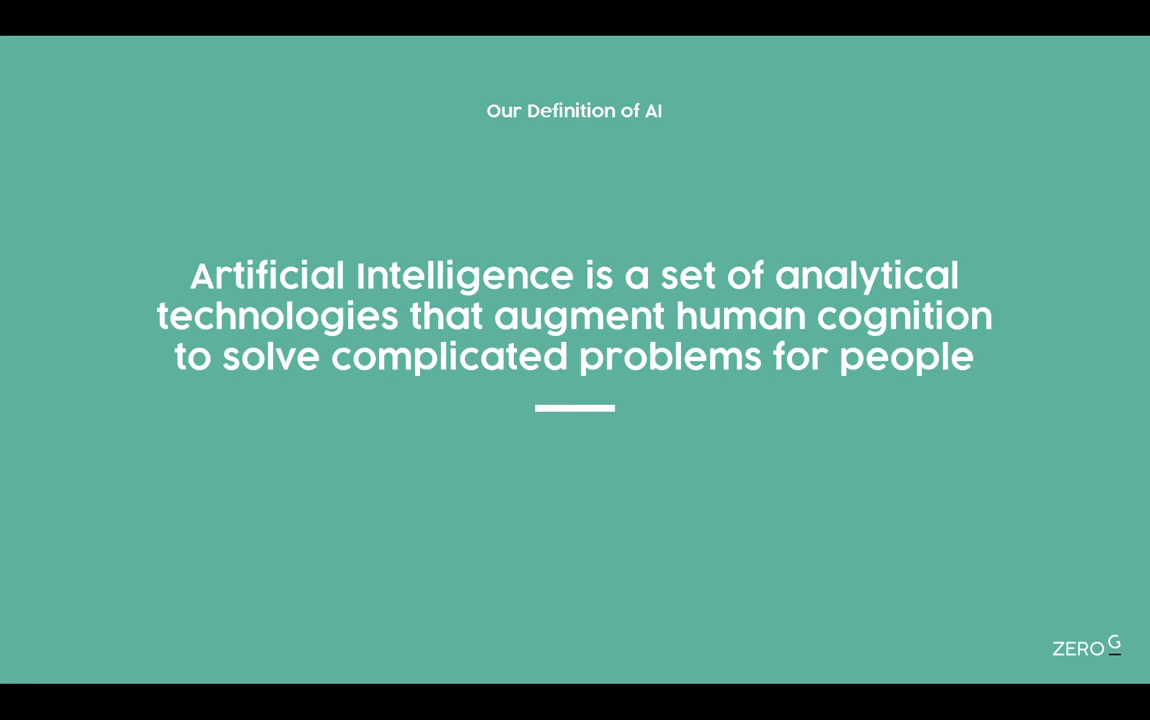 Our Definition of AI
Artificial Intelligence is a set of analytical
technologies that augment human cognition
to solve complicated problems for people
ZERO G